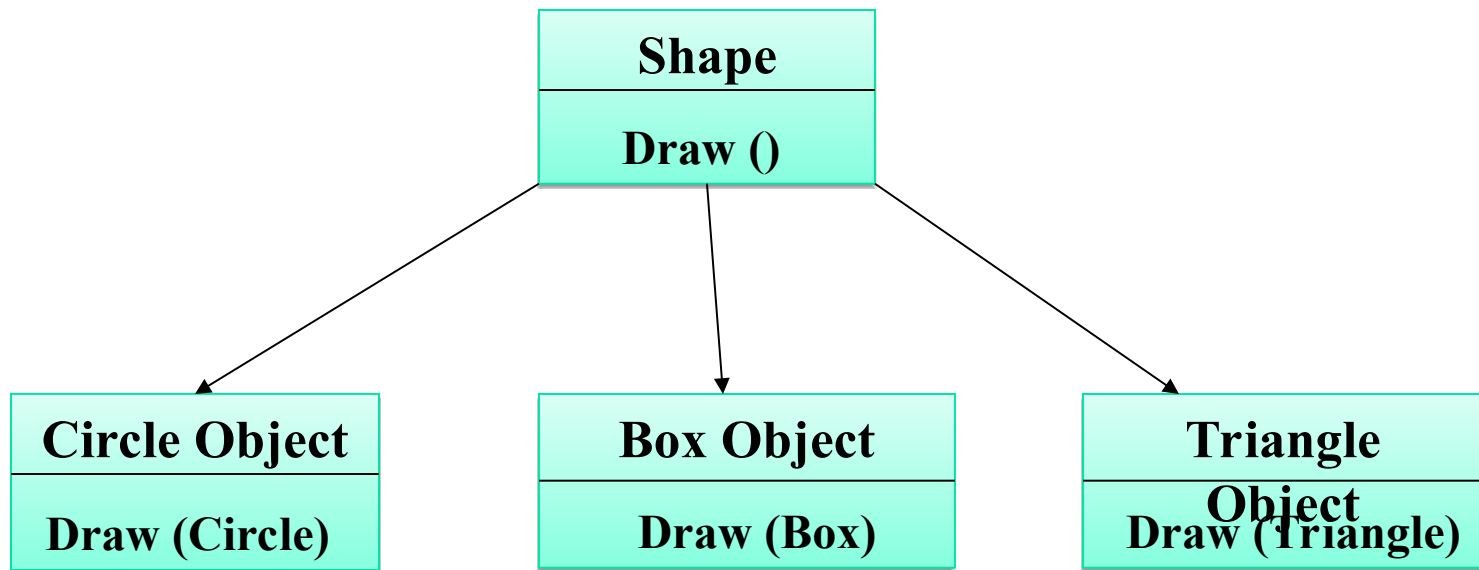 Shape
Draw ()
Circle Object
Draw (Circle)
Box Object
Draw (Box)
Triangle
Object
Draw (Triangle)